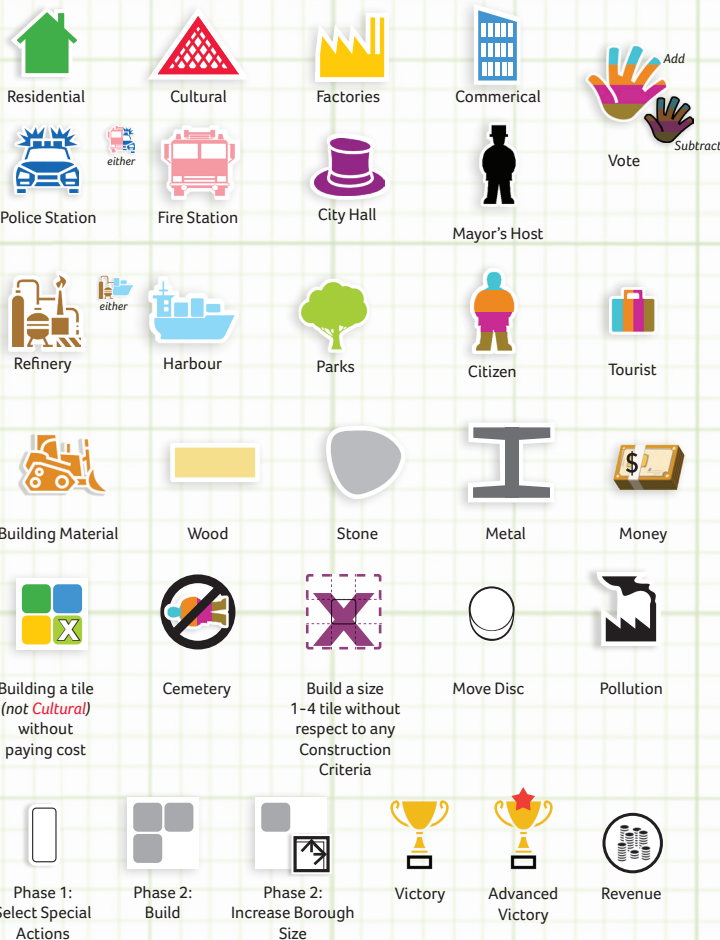 Residential
Cultural
Factories
Commerical
Add
Subtract
Vote
Police Station
either
Fire Station
City Hall
Mayor's Host
Refinery
either
Harbour
Parks
Citizen
Tourist
Building Material
Wood
Stone
Metal
$
Money
X
Building a tile
(not Cultural)
without
paying cost
Cemetery
X
Build a size
1-4 tile without
respect to any
Construction
Criteria
Move Disc
Pollution
Phase 1:
Select Special
Actions
Phase 2:
Build
Phase 2:
Increase Borough
Size
Victory
Advanced
Victory
Revenue